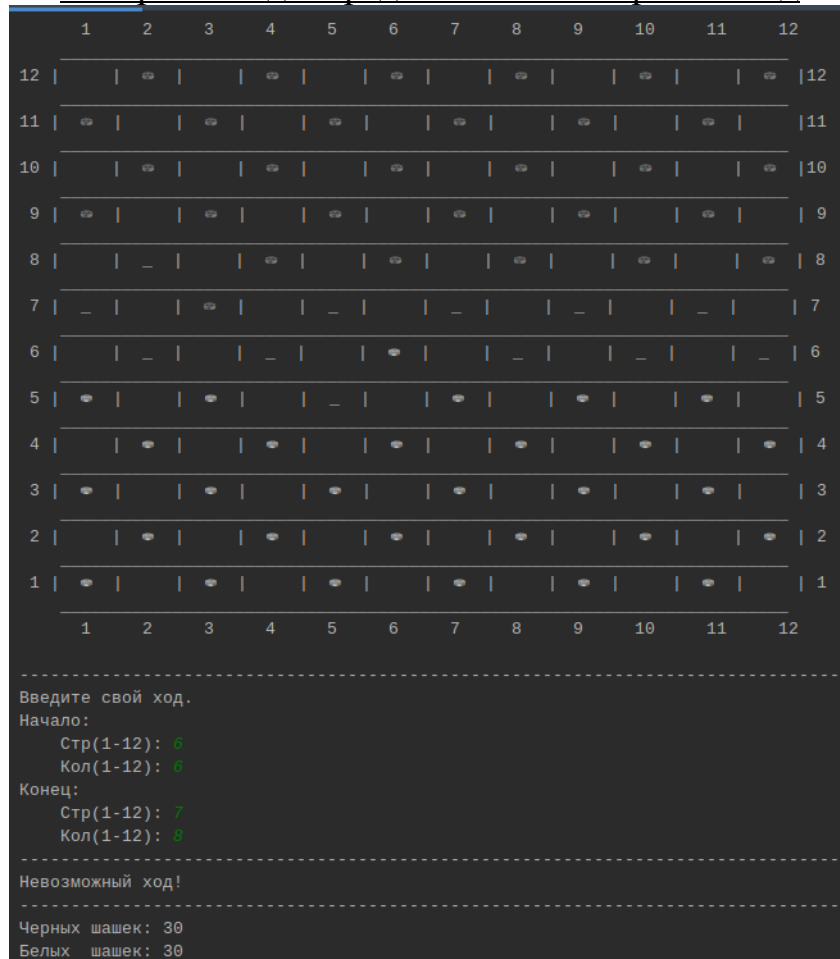 1 2 3 4 5 6 7 8 9 10 11 12
12 | | ⛂ | | ⛂ | | ⛂ | | ⛂ | | ⛂ | | ⛂ |12
11 | ⛂ | | ⛂ | | ⛂ | | ⛂ | | ⛂ | | ⛂ | |11
10 | | ⛂ | | ⛂ | | ⛂ | | ⛂ | | ⛂ | | ⛂ |10
9 | ⛂ | | ⛂ | | ⛂ | | ⛂ | | ⛂ | | ⛂ | | 9
8 | | _ | | ⛂ | | ⛂ | | ⛂ | | ⛂ | | ⛂ | 8
7 | _ | | ⛂ | | _ | | _ | | _ | | _ | | 7
6 | | _ | | _ | | ⛂ | | _ | | _ | | _ | 6
5 | ⛂ | | ⛂ | | _ | | ⛂ | | ⛂ | | ⛂ | | 5
4 | | ⛂ | | ⛂ | | ⛂ | | ⛂ | | ⛂ | | ⛂ | 4
3 | ⛂ | | ⛂ | | ⛂ | | ⛂ | | ⛂ | | ⛂ | | 3
2 | | ⛂ | | ⛂ | | ⛂ | | ⛂ | | ⛂ | | ⛂ | 2
1 | ⛂ | | ⛂ | | ⛂ | | ⛂ | | ⛂ | | ⛂ | | 1
1 2 3 4 5 6 7 8 9 10 11 12
Введите свой ход.
Начало:
Стр(1-12): 6
Кол(1-12): 6
Конец:
Стр(1-12): 7
Кол(1-12): 8
Невозможный ход!
Черных шашек: 30
Белых шашек: 30